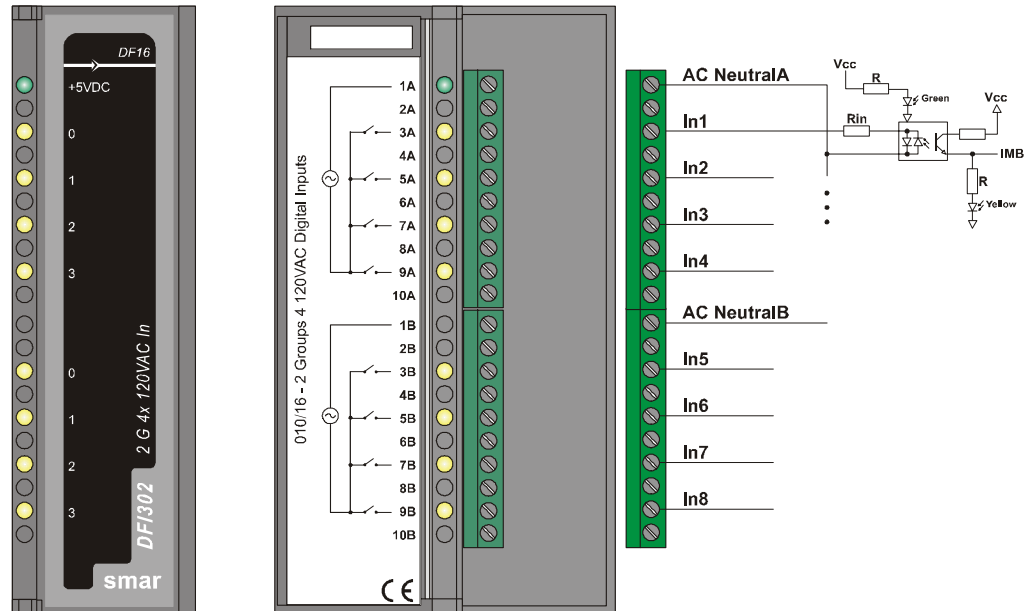 DF16
+5VDC
0
1
2
3
0
1
2
3
2 G 4x 120VAC In
DFI302
smar
010/16 - 2 Groups 4 120VAC Digital Inputs
1A
2A
3A
4A
5A
6A
7A
8A
9A
10A
1B
2B
3B
4B
5B
6B
7B
8B
9B
10B
CE
AC NeutralA
In1
In2
In3
In4
AC NeutralB
In5
In6
In7
In8
Vcc
R
Green
Rin
Vcc
IMB
R
Yellow